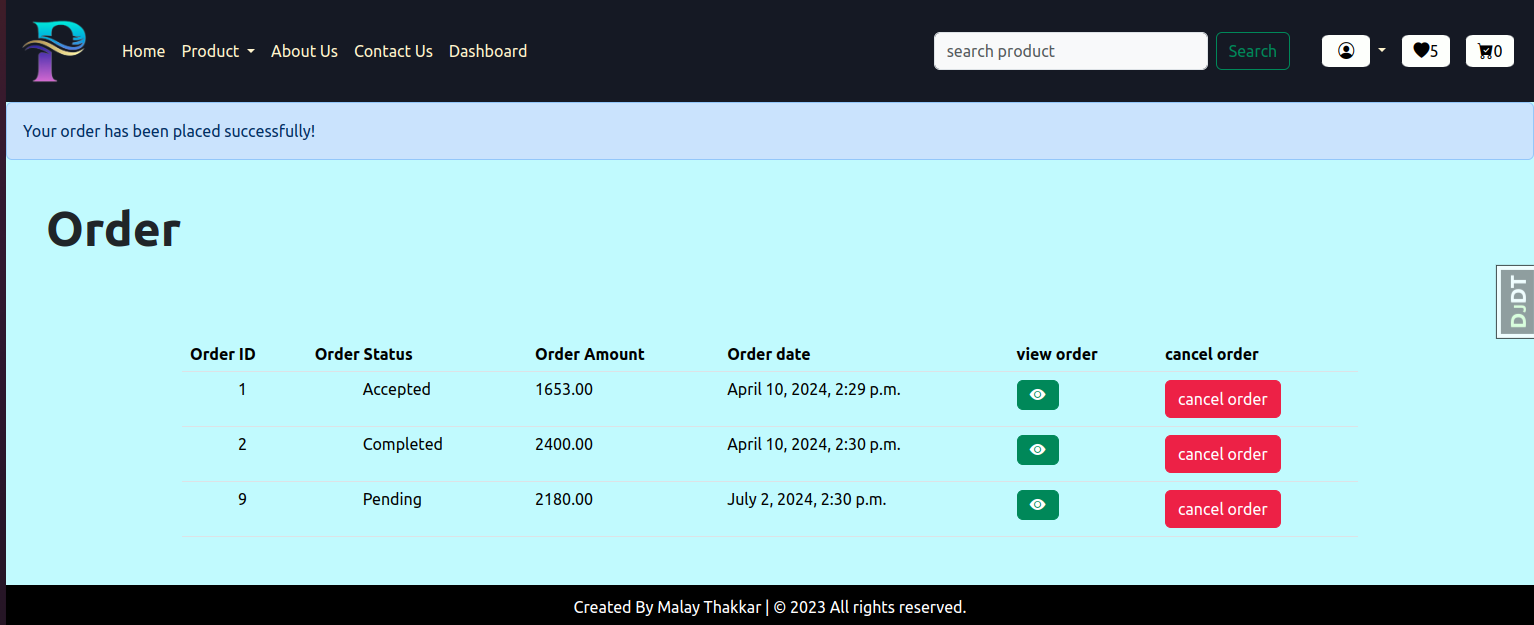 Home Product About Us Contact Us Dashboard search product Search 5 0
Your order has been placed successfully!
Order
DJDT
Order ID Order Status Order Amount Order date view order cancel order
1 Accepted 1653.00 April 10, 2024, 2:29 p.m. cancel order
2 Completed 2400.00 April 10, 2024, 2:30 p.m. cancel order
9 Pending 2180.00 July 2, 2024, 2:30 p.m. cancel order
Created By Malay Thakkar | © 2023 All rights reserved.